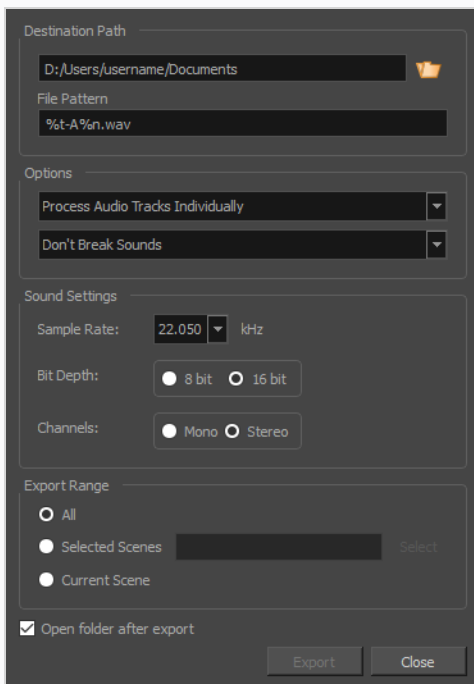 Destination Path
D:/Users/username/Documents
File Pattern
%t-A%n.wav
Options
Process Audio Tracks Individually
Don't Break Sounds
Sound Settings
Sample Rate: 22.050 kHz
Bit Depth: 8 bit 16 bit
Channels: Mono Stereo
Export Range
All
Selected Scenes Select
Current Scene
Open folder after export
Export Close